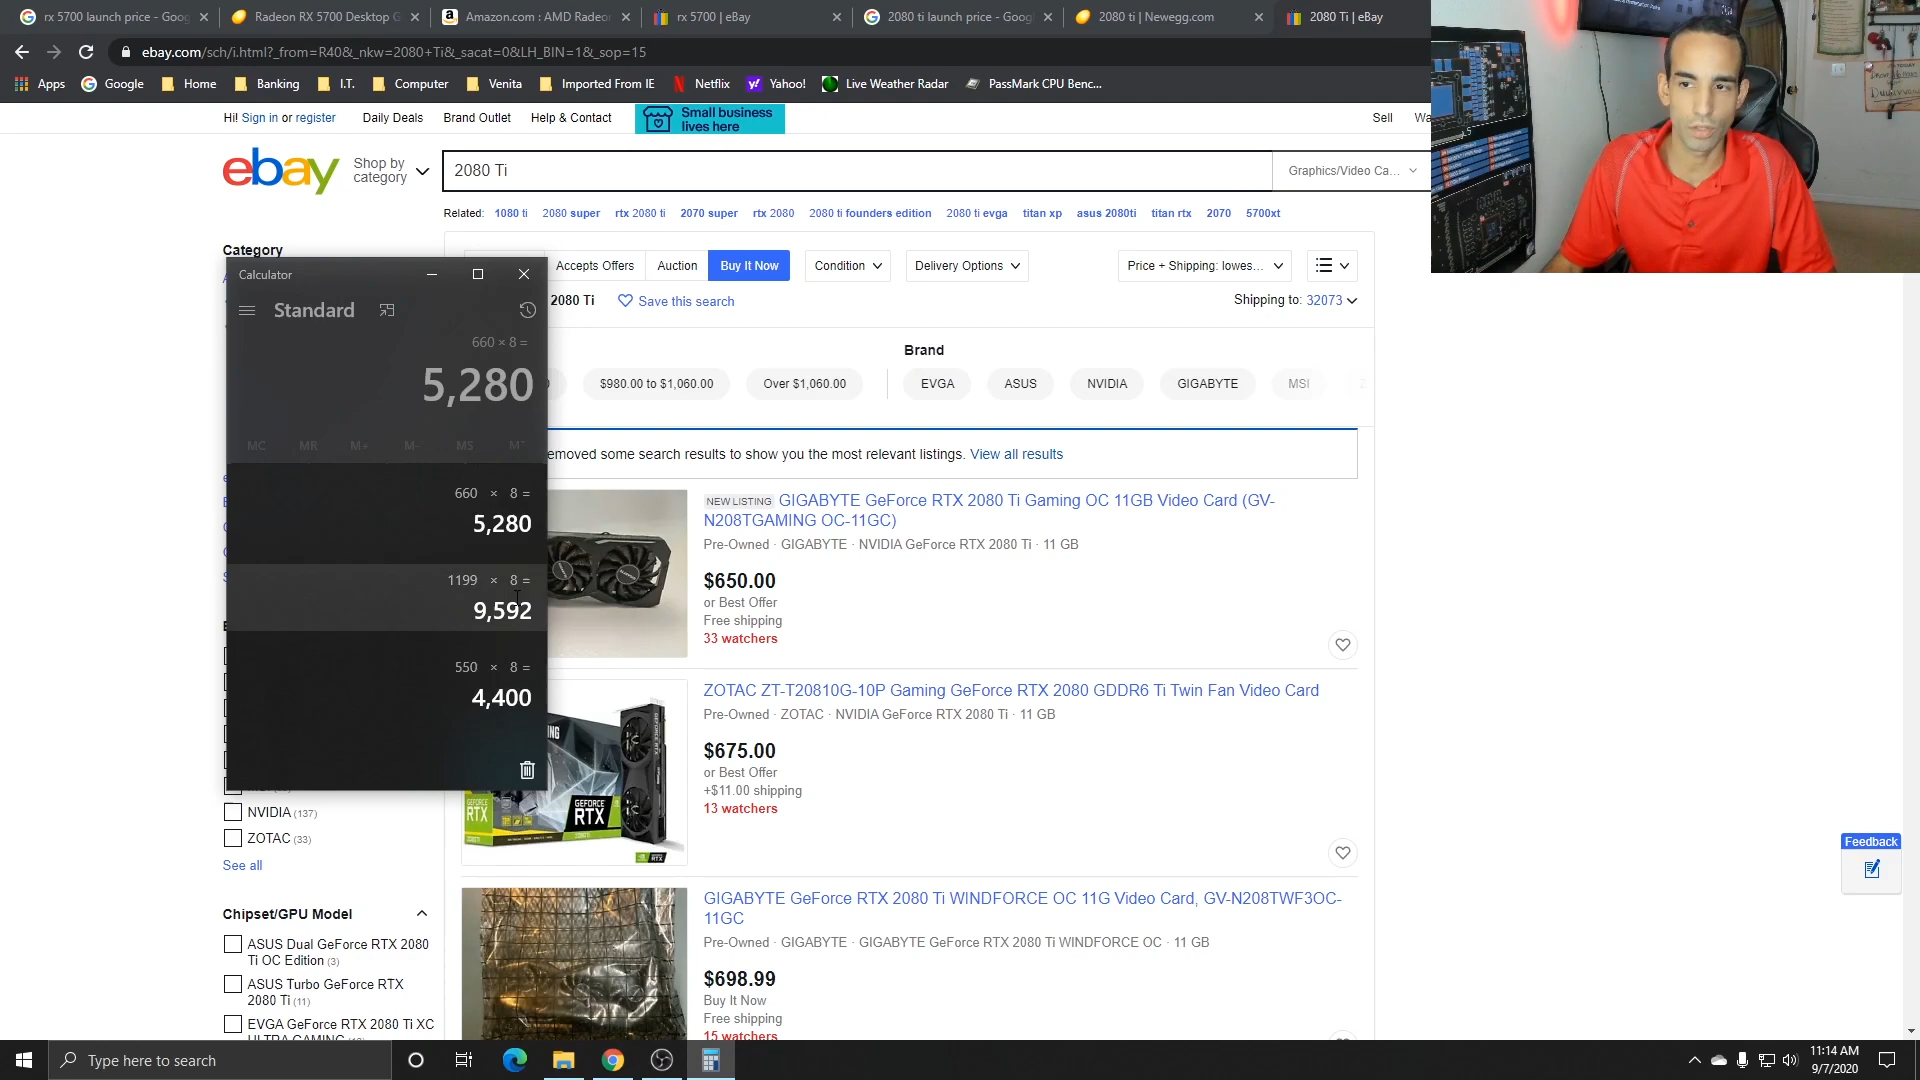 rx 5700 launch price - Goog
Radeon RX 5700 Desktop G
Amazon.com : AMD Radeon
rx 5700 | eBay
2080 ti launch price - Goog
2080 ti | Newegg.com
2080 Ti | eBay
ebay.com/sch/i.html?_from=R40&_nkw=2080+Ti&_sacat=0&LH_BIN=1&_sop=15
Apps Google Home Banking I.T. Computer Venita Imported From IE Netflix Yahoo! Live Weather Radar PassMark CPU Benc...
Hi! Sign in or register Daily Deals Brand Outlet Help & Contact
Small business
lives here
Sell Wa
ebay
Shop by
category
2080 Ti
Graphics/Video Ca...
Related: 1080 ti 2080 super rtx 2080 ti 2070 super rtx 2080 2080 ti founders edition 2080 ti evga titan xp asus 2080ti titan rtx 2070 5700xt
Category
Accepts Offers Auction Buy It Now Condition Delivery Options Price + Shipping: lowes...
2080 Ti Save this search
Shipping to: 32073
Calculator
Standard
660 × 8 =
5,280
MC MR M+ M- MS M
660 × 8 =
5,280
1199 × 8 =
9,592
550 × 8 =
4,400
Brand
$980.00 to $1,060.00 Over $1,060.00 EVGA ASUS NVIDIA GIGABYTE MSI
emoved some search results to show you the most relevant listings. View all results
NEW LISTING GIGABYTE GeForce RTX 2080 Ti Gaming OC 11GB Video Card (GV-
N208TGAMING OC-11GC)
Pre-Owned · GIGABYTE · NVIDIA GeForce RTX 2080 Ti · 11 GB
$650.00
or Best Offer
Free shipping
33 watchers
ZOTAC ZT-T20810G-10P Gaming GeForce RTX 2080 GDDR6 Ti Twin Fan Video Card
Pre-Owned · ZOTAC · NVIDIA GeForce RTX 2080 Ti · 11 GB
$675.00
or Best Offer
+$11.00 shipping
13 watchers
GEFORCE
RTX
RTX
GIGABYTE GeForce RTX 2080 Ti WINDFORCE OC 11G Video Card, GV-N208TWF3OC-
11GC
Pre-Owned · GIGABYTE · GIGABYTE GeForce RTX 2080 Ti WINDFORCE OC · 11 GB
$698.99
Buy It Now
Free shipping
15 watchers
NVIDIA (137)
ZOTAC (33)
See all
Chipset/GPU Model
ASUS Dual GeForce RTX 2080
Ti OC Edition (3)
ASUS Turbo GeForce RTX
2080 Ti (11)
EVGA GeForce RTX 2080 Ti XC
Feedback
Type here to search
11:14 AM
9/7/2020